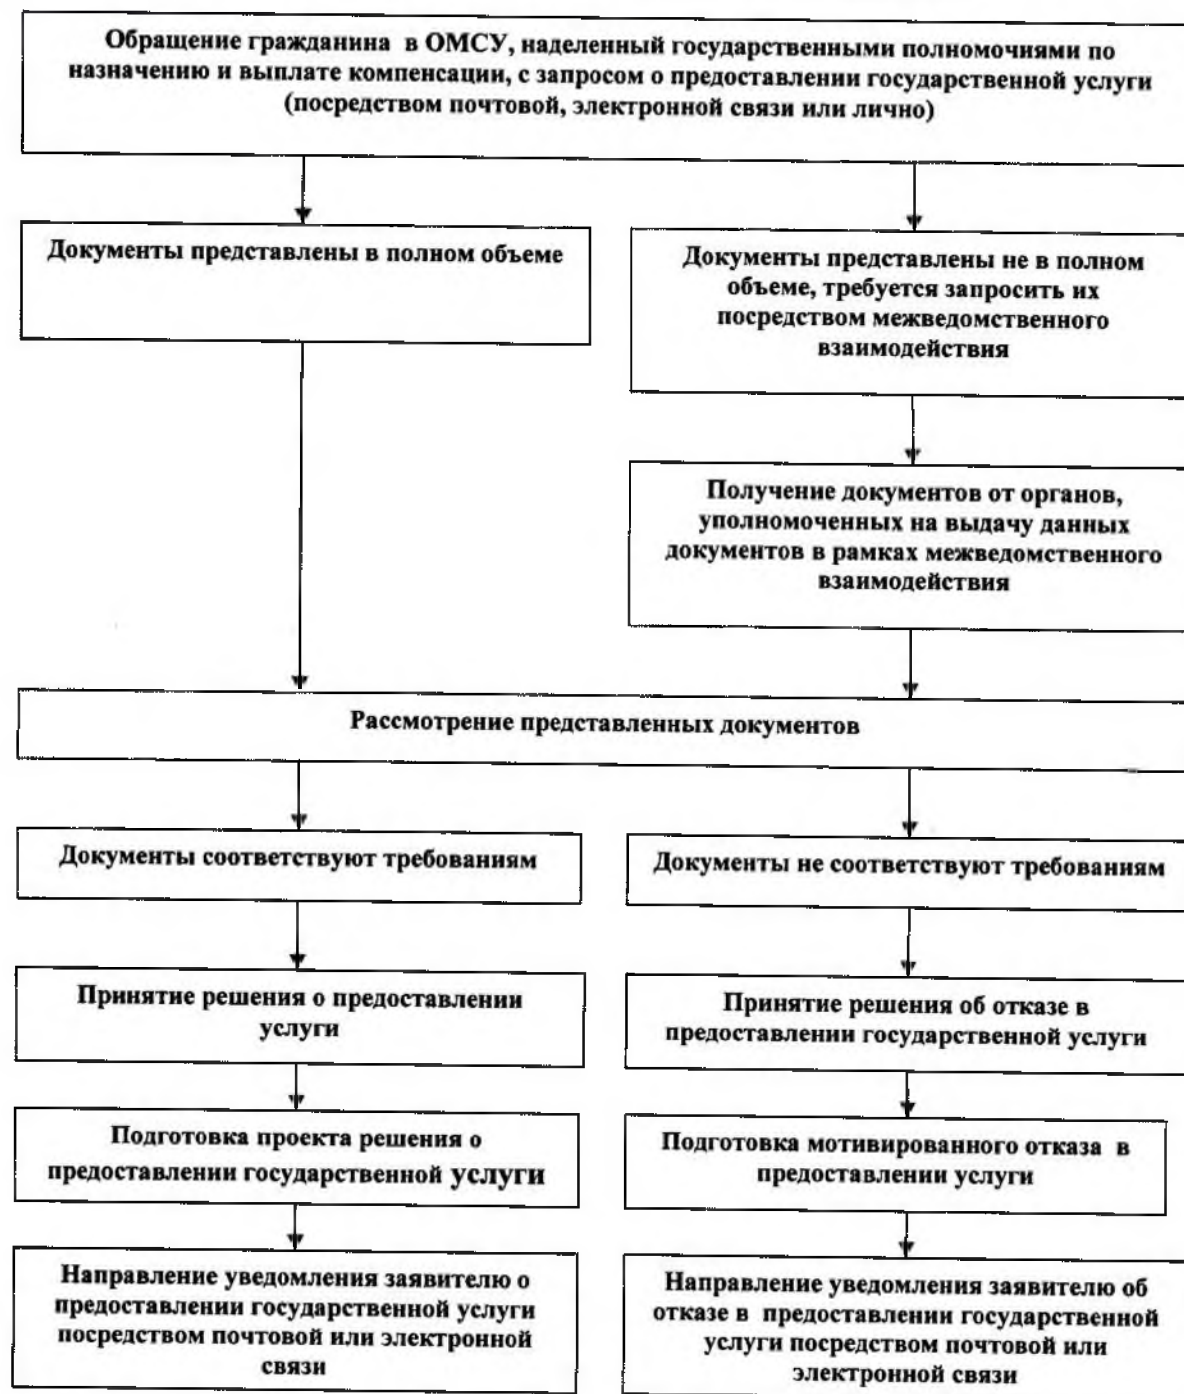 Обращение гражданина в ОМСУ, наделенный государственными полномочиями по
назначению и выплате компенсации, с запросом о предоставлении государственной услуги
(посредством почтовой, электронной связи или лично)
Документы представлены в полном объеме
Документы представлены не в полном
объеме, требуется запросить их
посредством межведомственного
взаимодействия
Получение документов от органов,
уполномоченных на выдачу данных
документов в рамках межведомственного
взаимодействия
Рассмотрение представленных документов
Документы соответствуют требованиям
Документы не соответствуют требованиям
Принятие решения о предоставлении
услуги
Принятие решения об отказе в
предоставлении государственной услуги
Подготовка проекта решения о
предоставлении государственной услуги
Подготовка мотивированного отказа в
предоставлении услуги
Направление уведомления заявителю о
предоставлении государственной услуги
посредством почтовой или электронной
связи
Направление уведомления заявителю об
отказе в предоставлении государственной
услуги посредством почтовой или
электронной связи